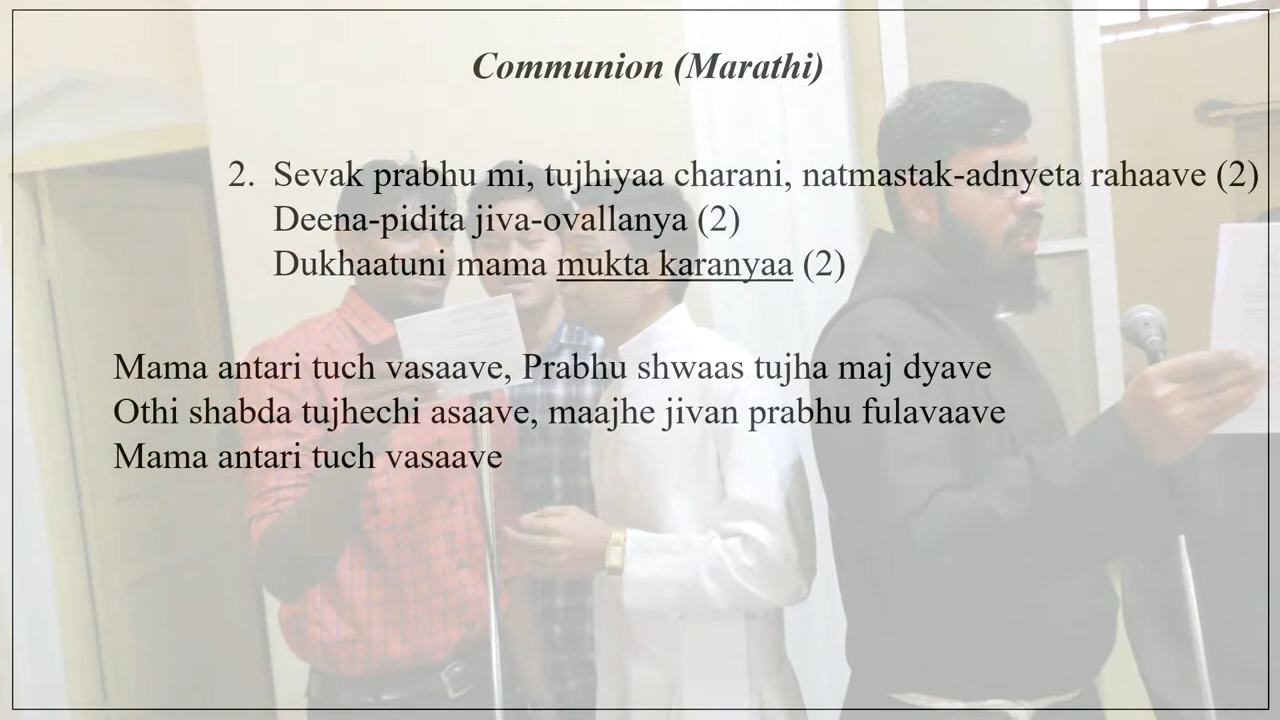 Communion (Marathi)
2. Sevak prabhu mi, tujhiyaa charani, natmastak-adnyeta rahaave (2)
Deena-pidita jiva-ovallanya (2)
Dukhaatuni mama mukta karanyaa (2)
Mama antari tuch vasaave, Prabhu shwaas tujha maj dyave
Othi shabda tujhechi asaave, maajhe jivan prabhu fulavaave
Mama antari tuch vasaave